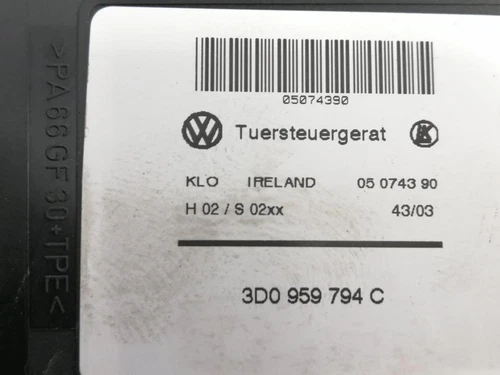 05074390
Tuersteuergerat
KLO IRELAND 05 0743 90
H 02 / S 02xx 43/03
3D0 959 794 C
>PA66GF30+TPE<